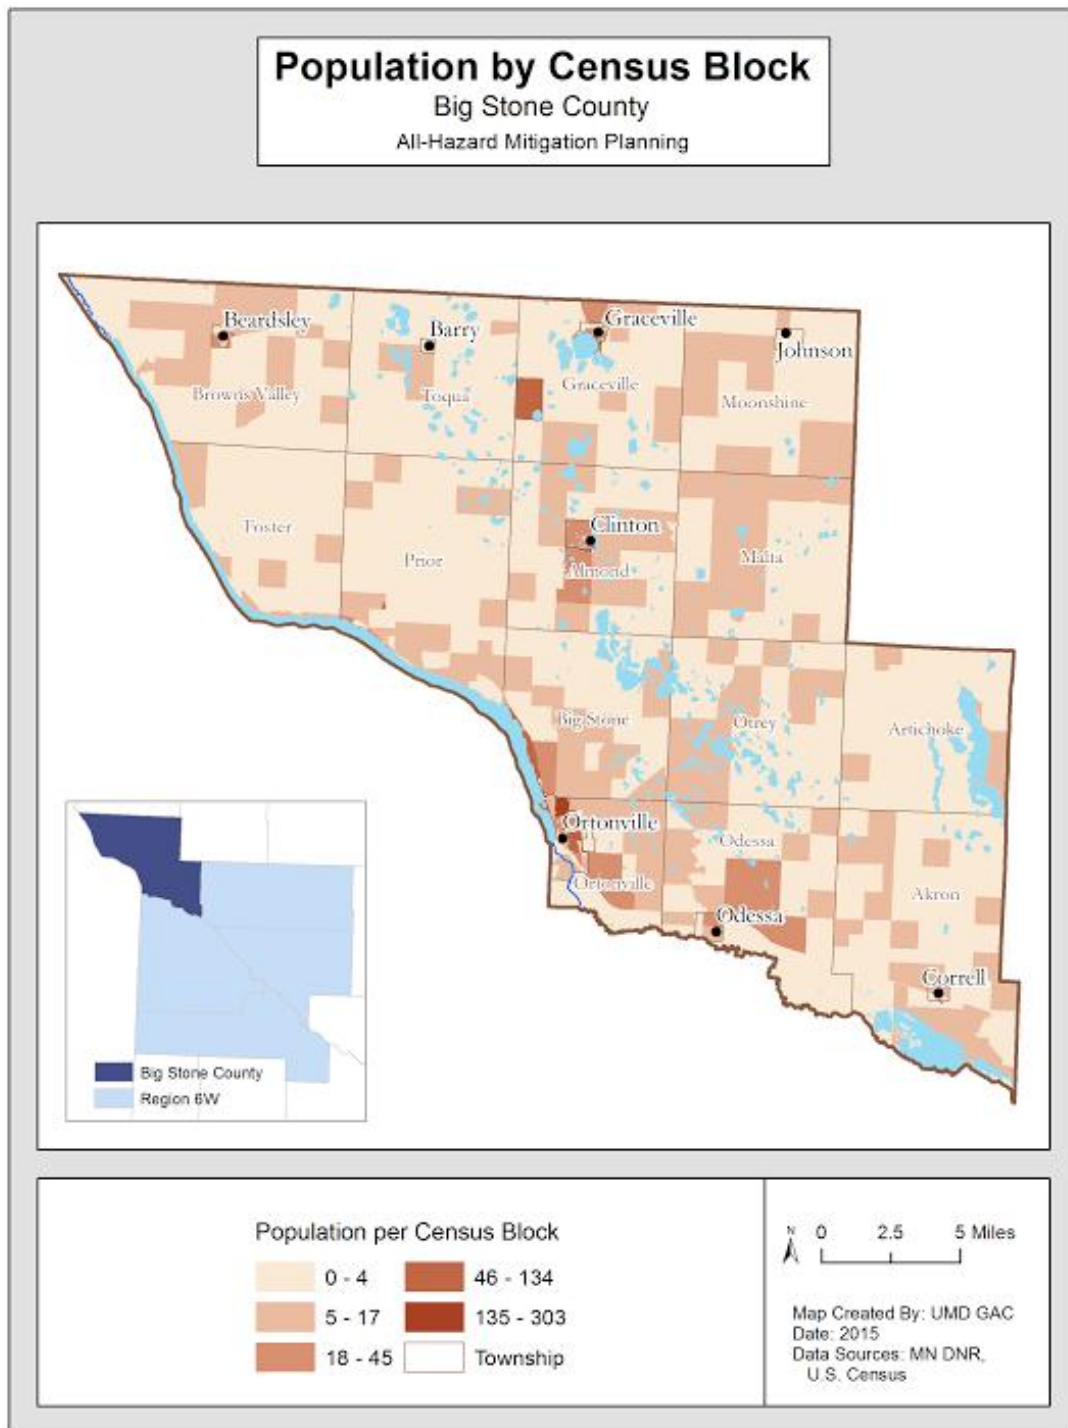 Population by Census Block
Big Stone County
All-Hazard Mitigation Planning
Beardsley
Barry
Graceville
Johnson
Browns Valley
Toqua
Graceville
Moonshine
Clinton
Foster
Prior
Almond
Malta
Big Stone
Otrey
Artichoke
Ortonville
Odessa
Ortonville
Akron
Odessa
Correll
Big Stone County
Region 6W
Population per Census Block
0 - 4
46 - 134
5 - 17
135 - 303
18 - 45
Township
N
0 2.5 5 Miles
Map Created By: UMD GAC
Date: 2015
Data Sources: MN DNR,
U.S. Census